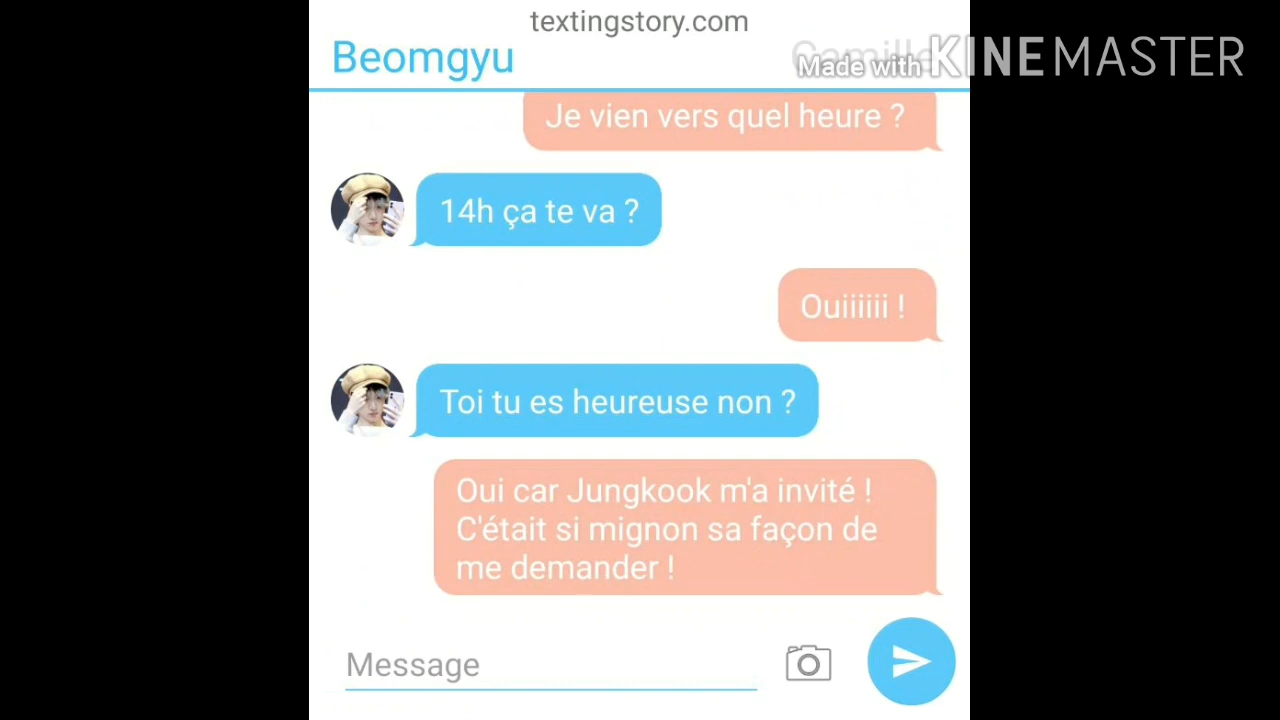 textingstory.com
Beomgyu
Camille
Made with KINEMASTER
Je vien vers quel heure ?
14h ça te va ?
Ouiiiiii !
Toi tu es heureuse non ?
Oui car Jungkook m'a invité !
C'était si mignon sa façon de
me demander !
Message